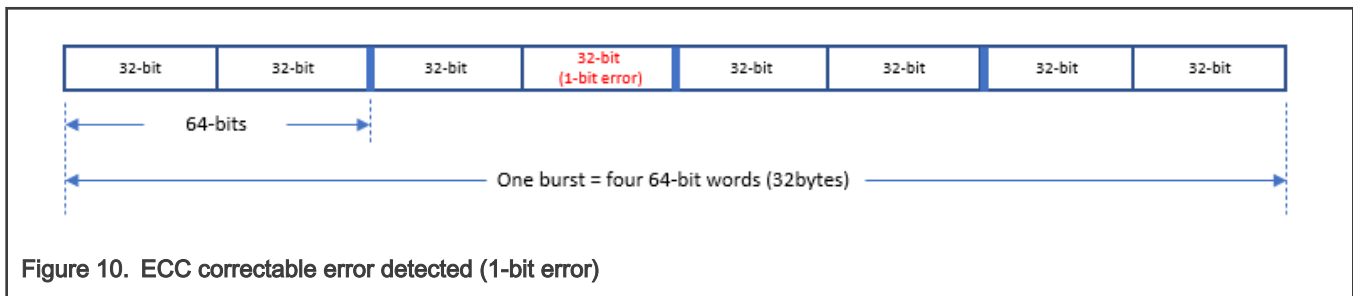 32-bit 32-bit 32-bit 32-bit 32-bit 32-bit 32-bit 32-bit
(1-bit error)
64-bits
One burst = four 64-bit words (32bytes)
Figure 10. ECC correctable error detected (1-bit error)